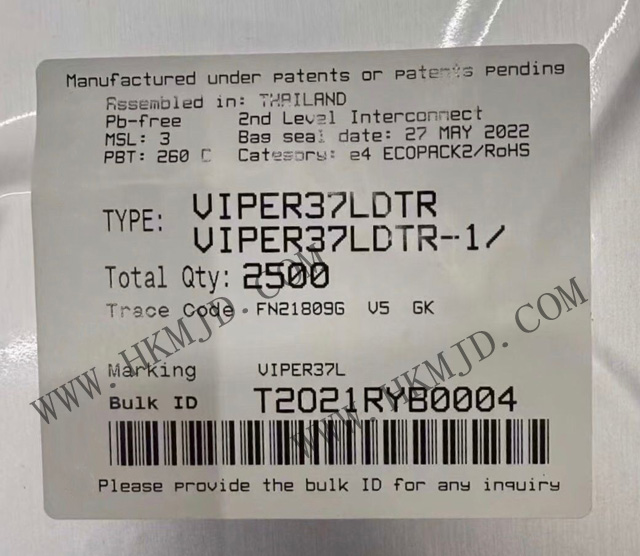 Manufactured under patents or patents pending
Assembled in: THAILAND
Pb-free 2nd Level Interconnect
MSL: 3 Bag seal date: 27 MAY 2022
PBT: 260 C Category: e4 ECOPACK2/RoHS
TYPE: VIPER37LDTR
VIPER37LDTR-1/
Total Qty: 2500
Trace Code FN21809G V5 GK
Marking VIPER37L
Bulk ID T2021RYB0004
Please provide the bulk ID for any inquiry
WWW.HKMJD.COM
WWW.HKMJD.COM